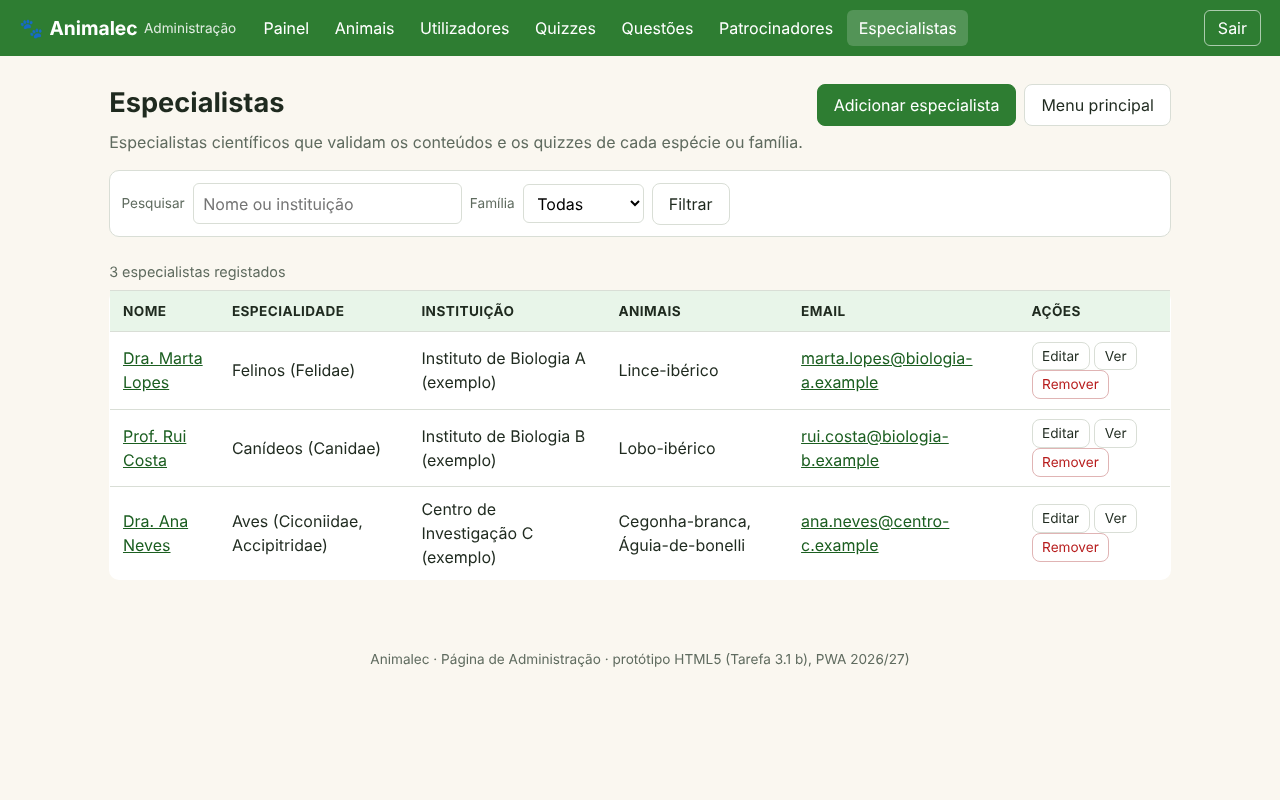 Animalec Administração Painel Animais Utilizadores Quizzes Questões Patrocinadores Especialistas Sair
Especialistas
Adicionar especialista Menu principal
Especialistas científicos que validam os conteúdos e os quizzes de cada espécie ou família.
Pesquisar Nome ou instituição Família Todas Filtrar
3 especialistas registados
NOME ESPECIALIDADE INSTITUIÇÃO ANIMAIS EMAIL AÇÕES
Dra. Marta
Lopes
Felinos (Felidae)
Instituto de Biologia A
(exemplo)
Lince-ibérico
marta.lopes@biologia-
a.example
Editar Ver
Remover
Prof. Rui
Costa
Canídeos (Canidae)
Instituto de Biologia B
(exemplo)
Lobo-ibérico
rui.costa@biologia-
b.example
Editar Ver
Remover
Dra. Ana
Neves
Aves (Ciconiidae,
Accipitridae)
Centro de
Investigação C
(exemplo)
Cegonha-branca,
Águia-de-bonelli
ana.neves@centro-
c.example
Editar Ver
Remover
Animalec · Página de Administração · protótipo HTML5 (Tarefa 3.1 b), PWA 2026/27)